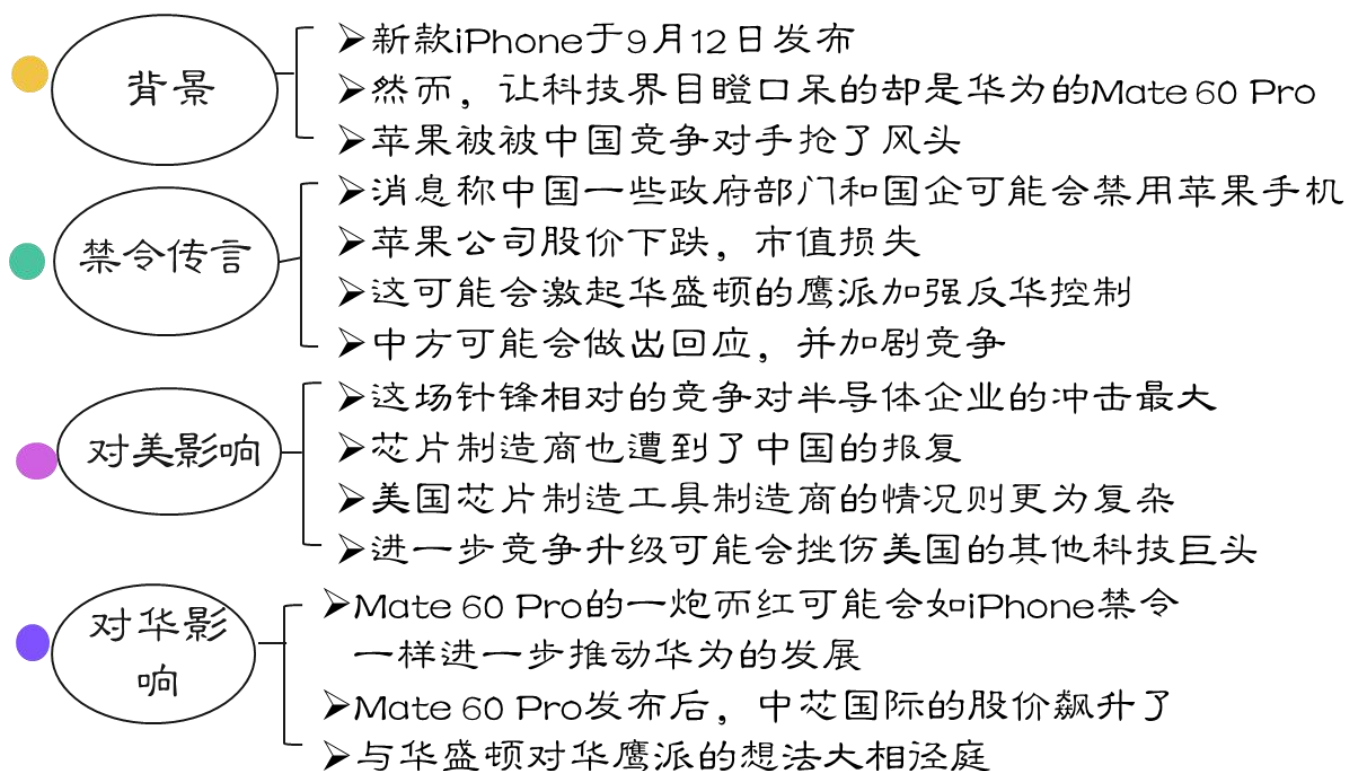 背景
➢新款iPhone于9月12日发布
➢然而，让科技界目瞪口呆的却是华为的Mate 60 Pro
➢苹果被被中国竞争对手抢了风头
禁令传言
➢消息称中国一些政府部门和国企可能会禁用苹果手机
➢苹果公司股价下跌，市值损失
➢这可能会激起华盛顿的鹰派加强反华控制
➢中方可能会做出回应，并加剧竞争
对美影响
➢这场针锋相对的竞争对半导体企业的冲击最大
➢芯片制造商也遭到了中国的报复
➢美国芯片制造工具制造商的情况则更为复杂
➢进一步竞争升级可能会挫伤美国的其他科技巨头
对华影
响
➢Mate 60 Pro的一炮而红可能会如iPhone禁令
一样进一步推动华为的发展
➢Mate 60 Pro发布后，中芯国际的股价飙升了
➢与华盛顿对华鹰派的想法大相径庭